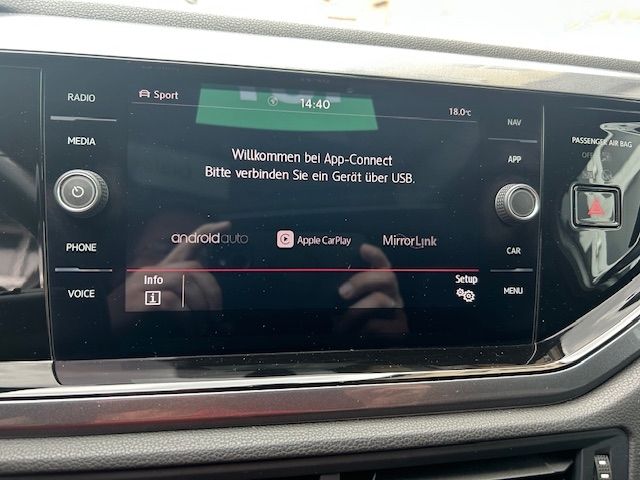 RADIO
MEDIA
PHONE
VOICE
Sport
14:40
18.0°C
Willkommen bei App-Connect
Bitte verbinden Sie ein Gerät über USB.
androidauto
Apple CarPlay
MirrorLink
Info
Setup
NAV
APP
CAR
MENU
PASSENGER AIR BAG